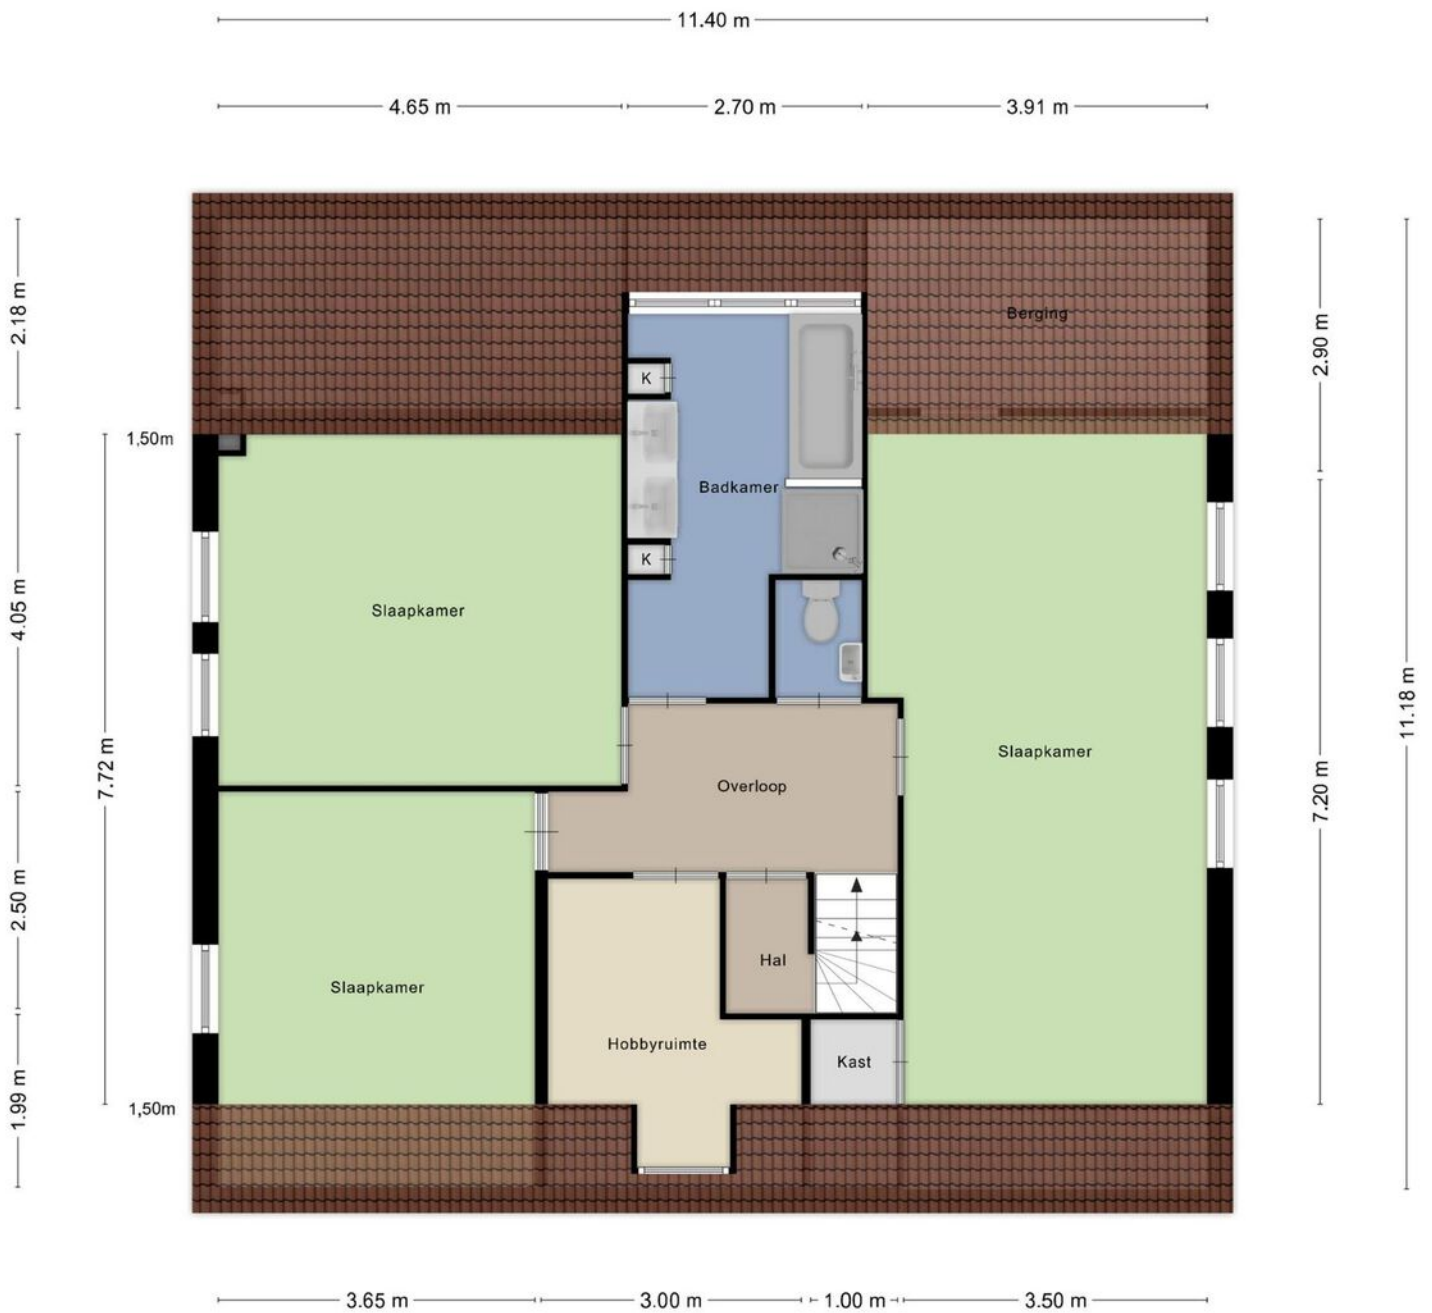 11.40 m
4.65 m
2.70 m
3.91 m
2.18 m
Berging
2.90 m
K
1,50m
Badkamer
K
4.05 m
Slaapkamer
11.18 m
7.72 m
Slaapkamer
Overloop
7.20 m
2.50 m
Hal
Slaapkamer
Hobbyruimte
Kast
1.99 m
1,50m
3.65 m
3.00 m
1.00 m
3.50 m